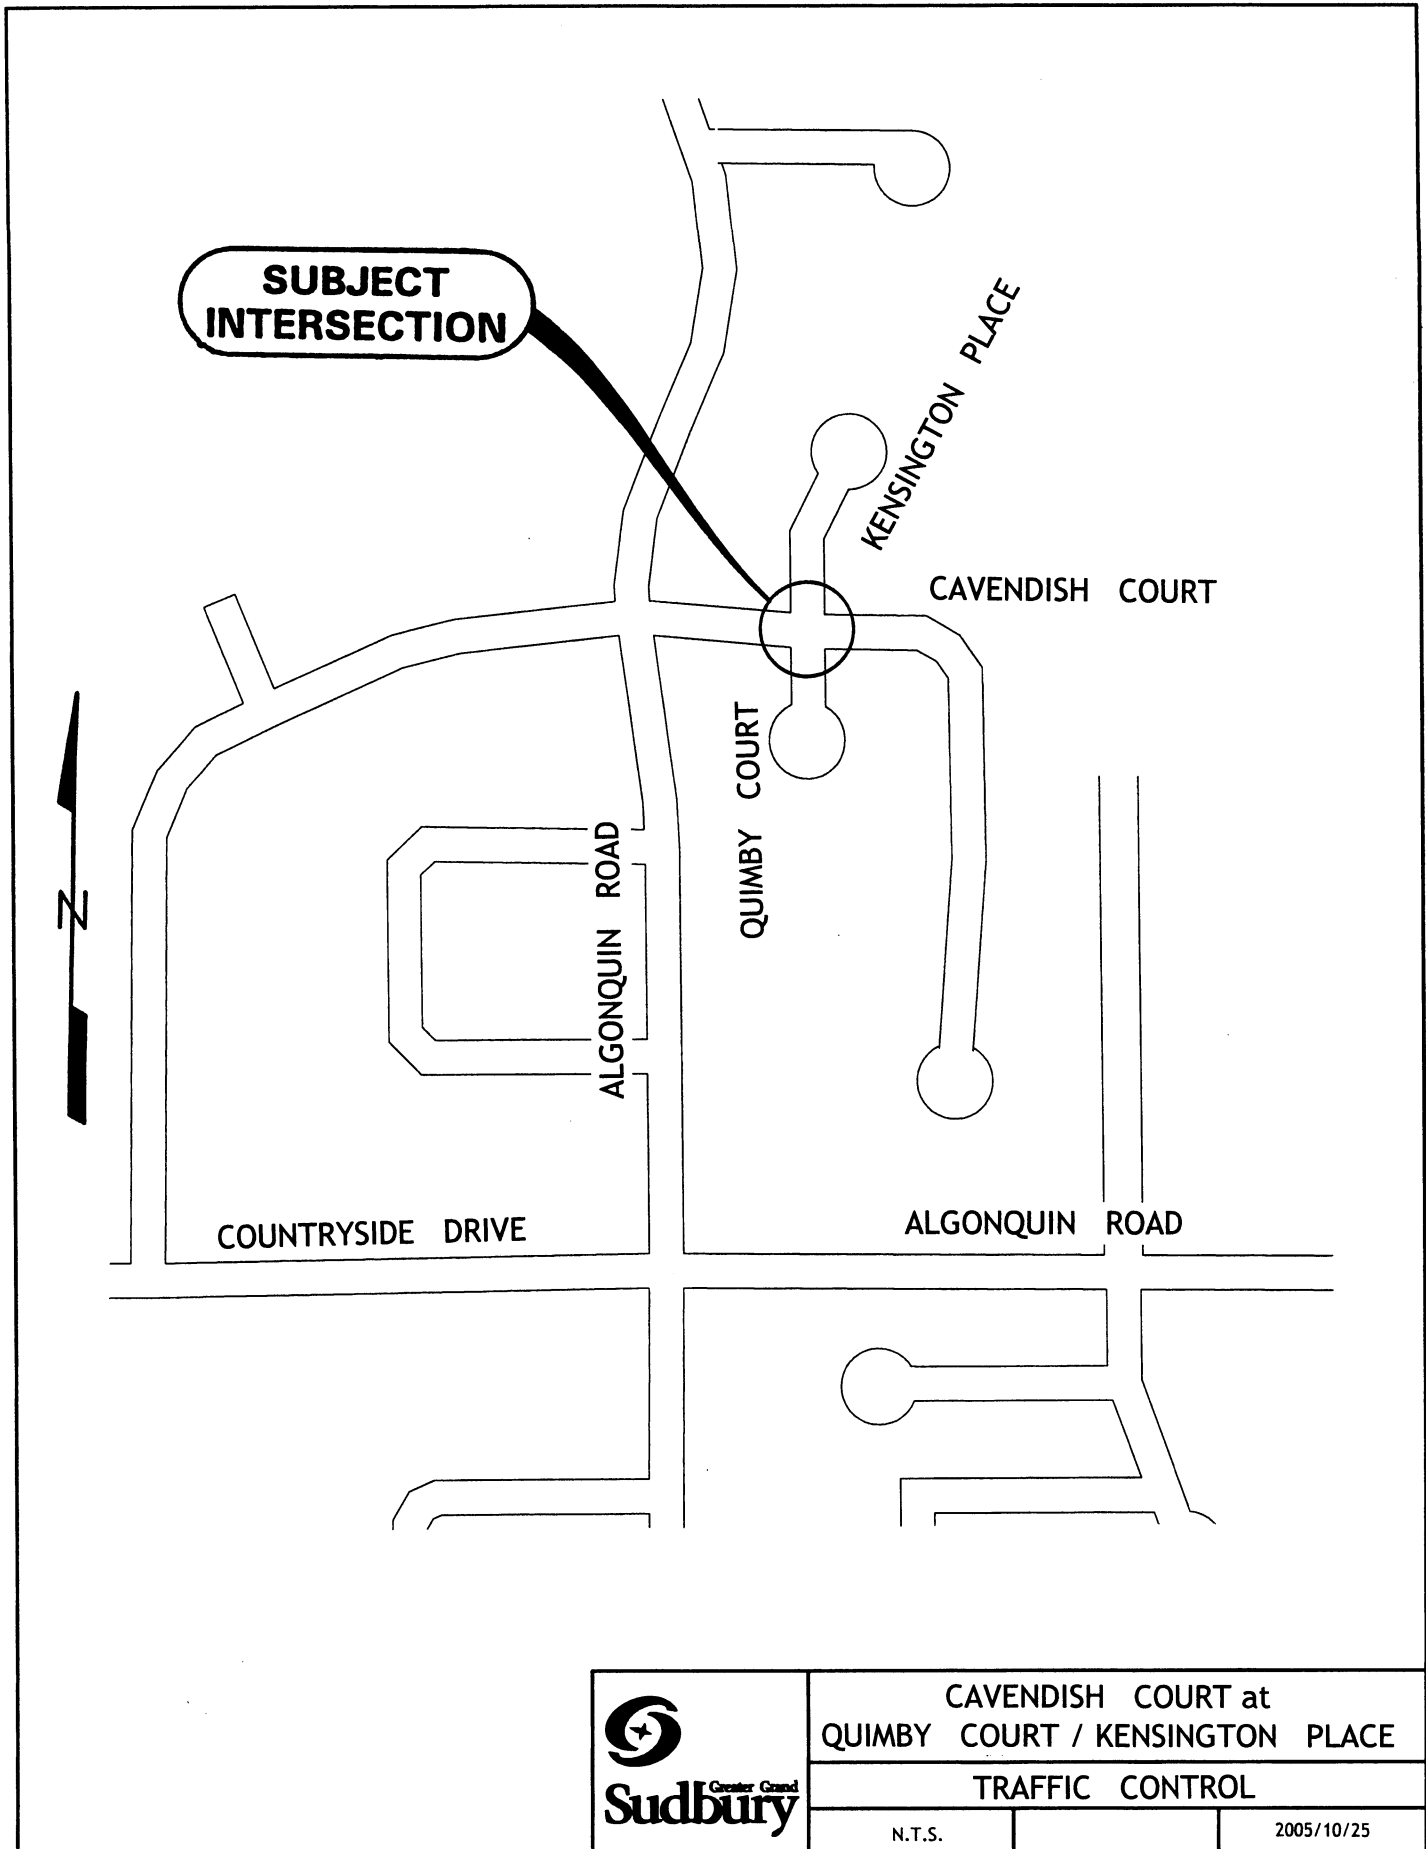 SUBJECT
INTERSECTION
KENSINGTON PLACE
CAVENDISH COURT
QUIMBY COURT
ALGONQUIN ROAD
N
COUNTRYSIDE DRIVE
ALGONQUIN ROAD
CAVENDISH COURT at
QUIMBY COURT / KENSINGTON PLACE
TRAFFIC CONTROL
Greater Grand
Sudbury
N.T.S.
2005/10/25